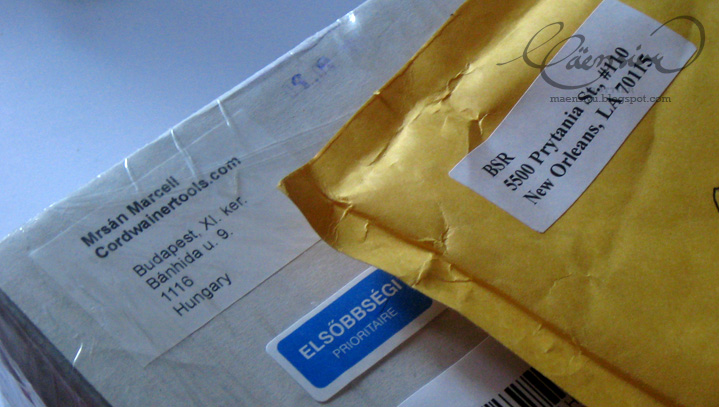 Mrsán Marcell
Cordwainertools.com
Budapest, XI. ker.
Bánhida u. 9.
1116
Hungary
ELSŐBBSÉGI
PRIORITAIRE
BSR
5500 Prytania St., #110
New Orleans, LA 70115
maensiu.blogspot.com